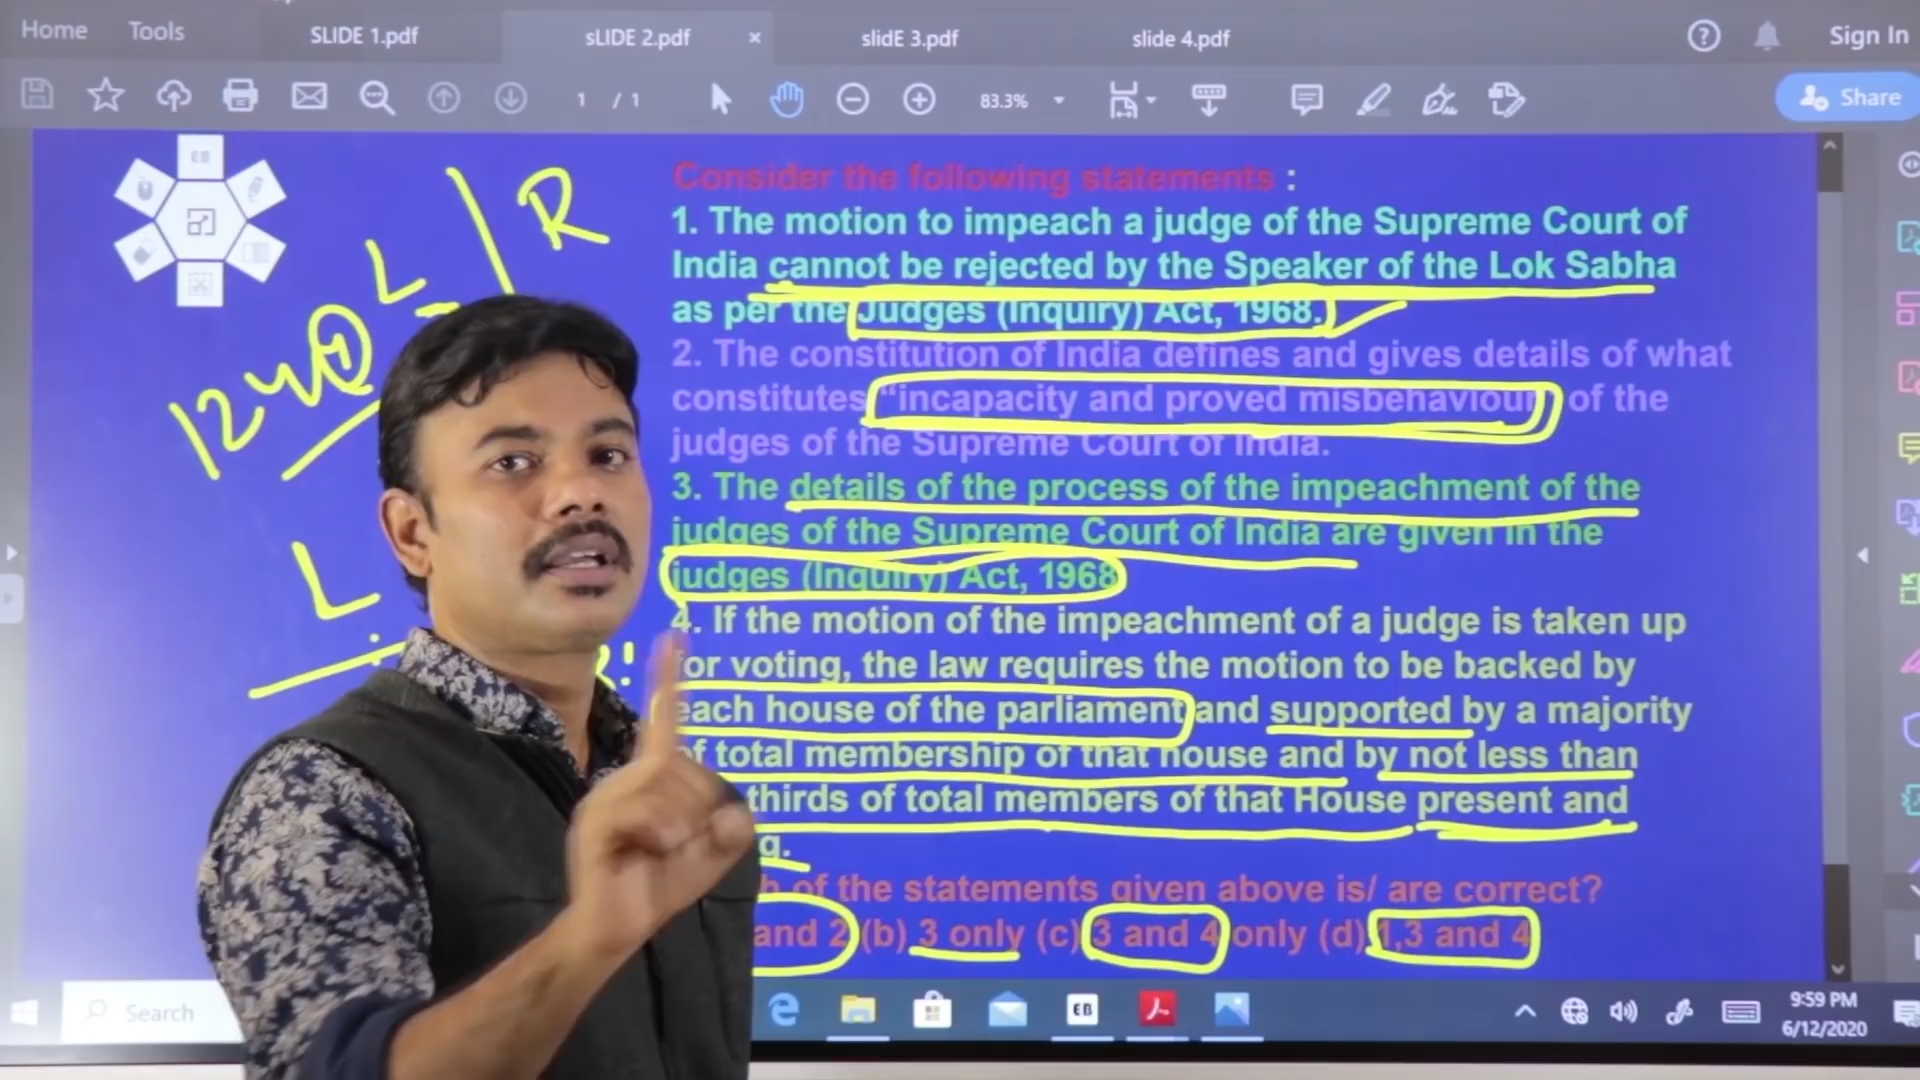 Home Tools SLIDE 1.pdf sLIDE 2.pdf × slidE 3.pdf slide 4.pdf ? Sign In
1 / 1 83.3% Share
EB
Consider the following statements :
1. The motion to impeach a judge of the Supreme Court of
India cannot be rejected by the Speaker of the Lok Sabha
as per the Judges (Inquiry) Act, 1968.
2. The constitution of India defines and gives details of what
constitutes “incapacity and proved misbehaviour of the
judges of the Supreme Court of India.
3. The details of the process of the impeachment of the
judges of the Supreme Court of India are given in the
judges (Inquiry) Act, 1968
4. If the motion of the impeachment of a judge is taken up
for voting, the law requires the motion to be backed by
each house of the parliament and supported by a majority
of total membership of that house and by not less than
thirds of total members of that House present and
g.
h of the statements given above is/ are correct?
and 2 (b) 3 only (c) 3 and 4 only (d) 1,3 and 4
L R
124
L
Search
EB
9:59 PM
6/12/2020